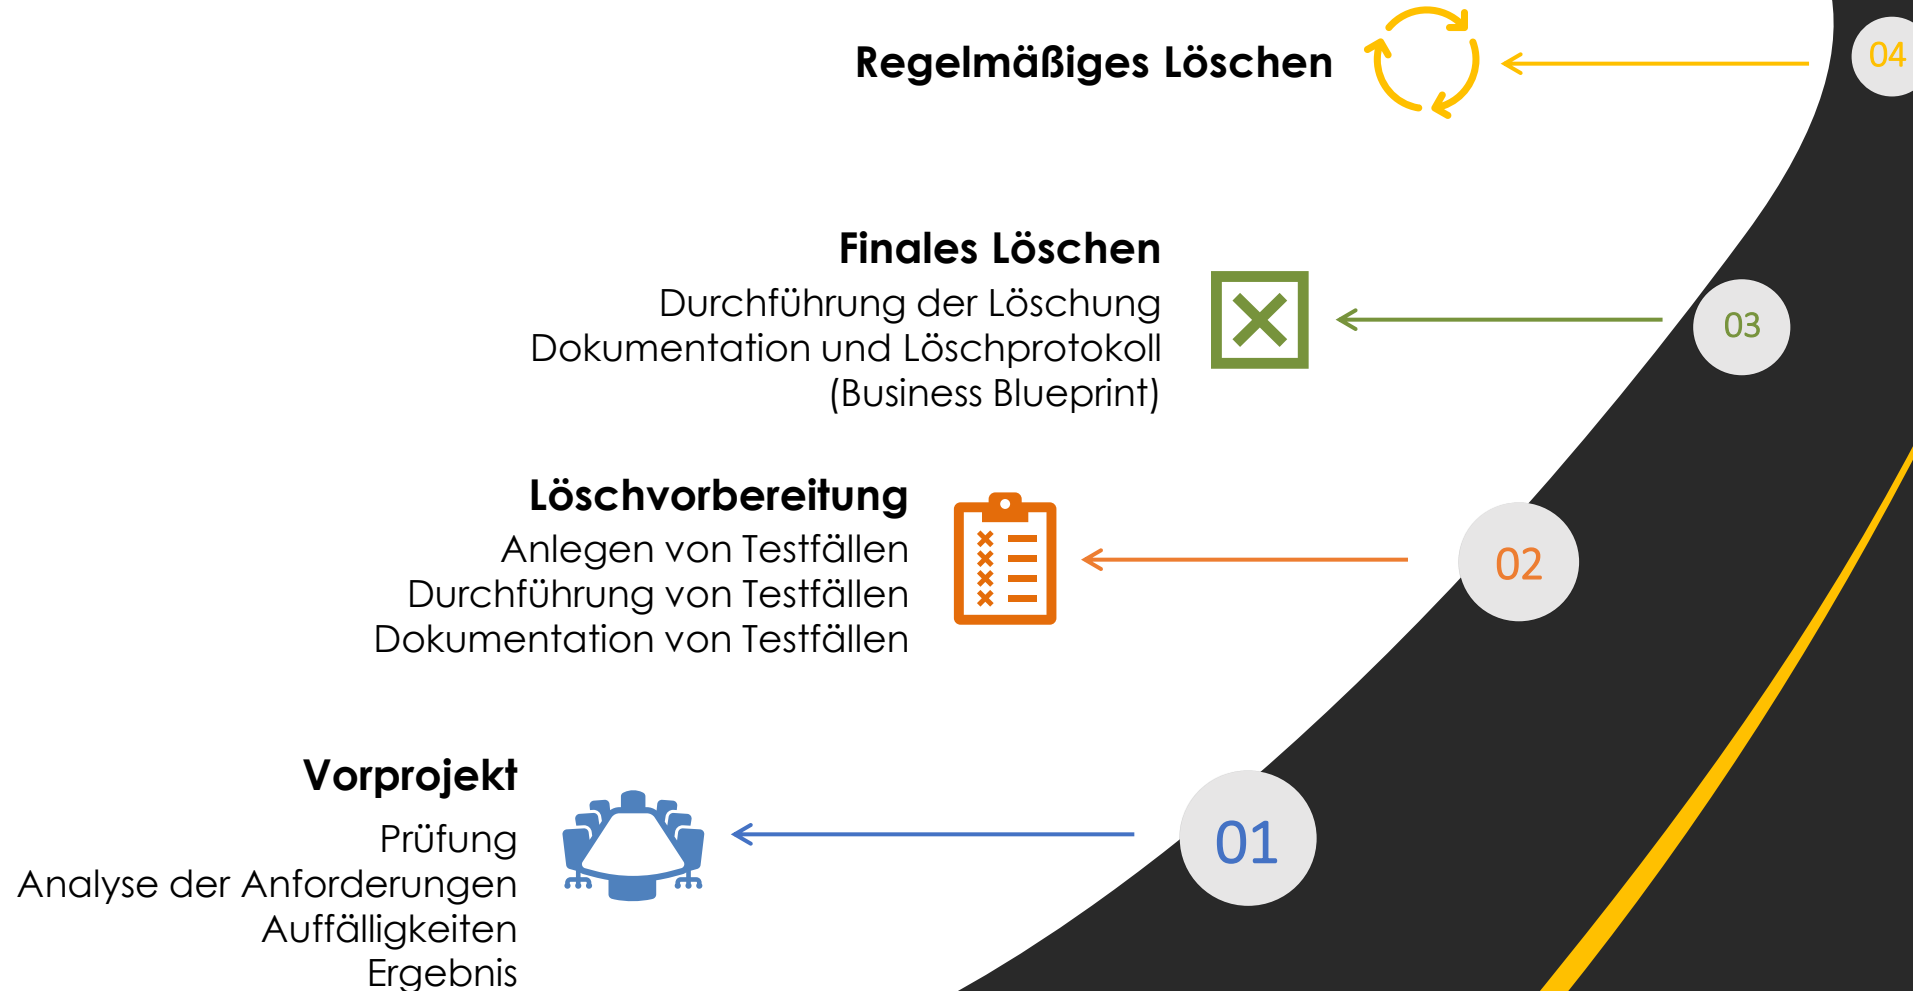 Regelmäßiges Löschen
04
Finales Löschen
Durchführung der Löschung
Dokumentation und Löschprotokoll
(Business Blueprint)
03
Löschvorbereitung
Anlegen von Testfällen
Durchführung von Testfällen
Dokumentation von Testfällen
02
Vorprojekt
Prüfung
Analyse der Anforderungen
Auffälligkeiten
Ergebnis
01